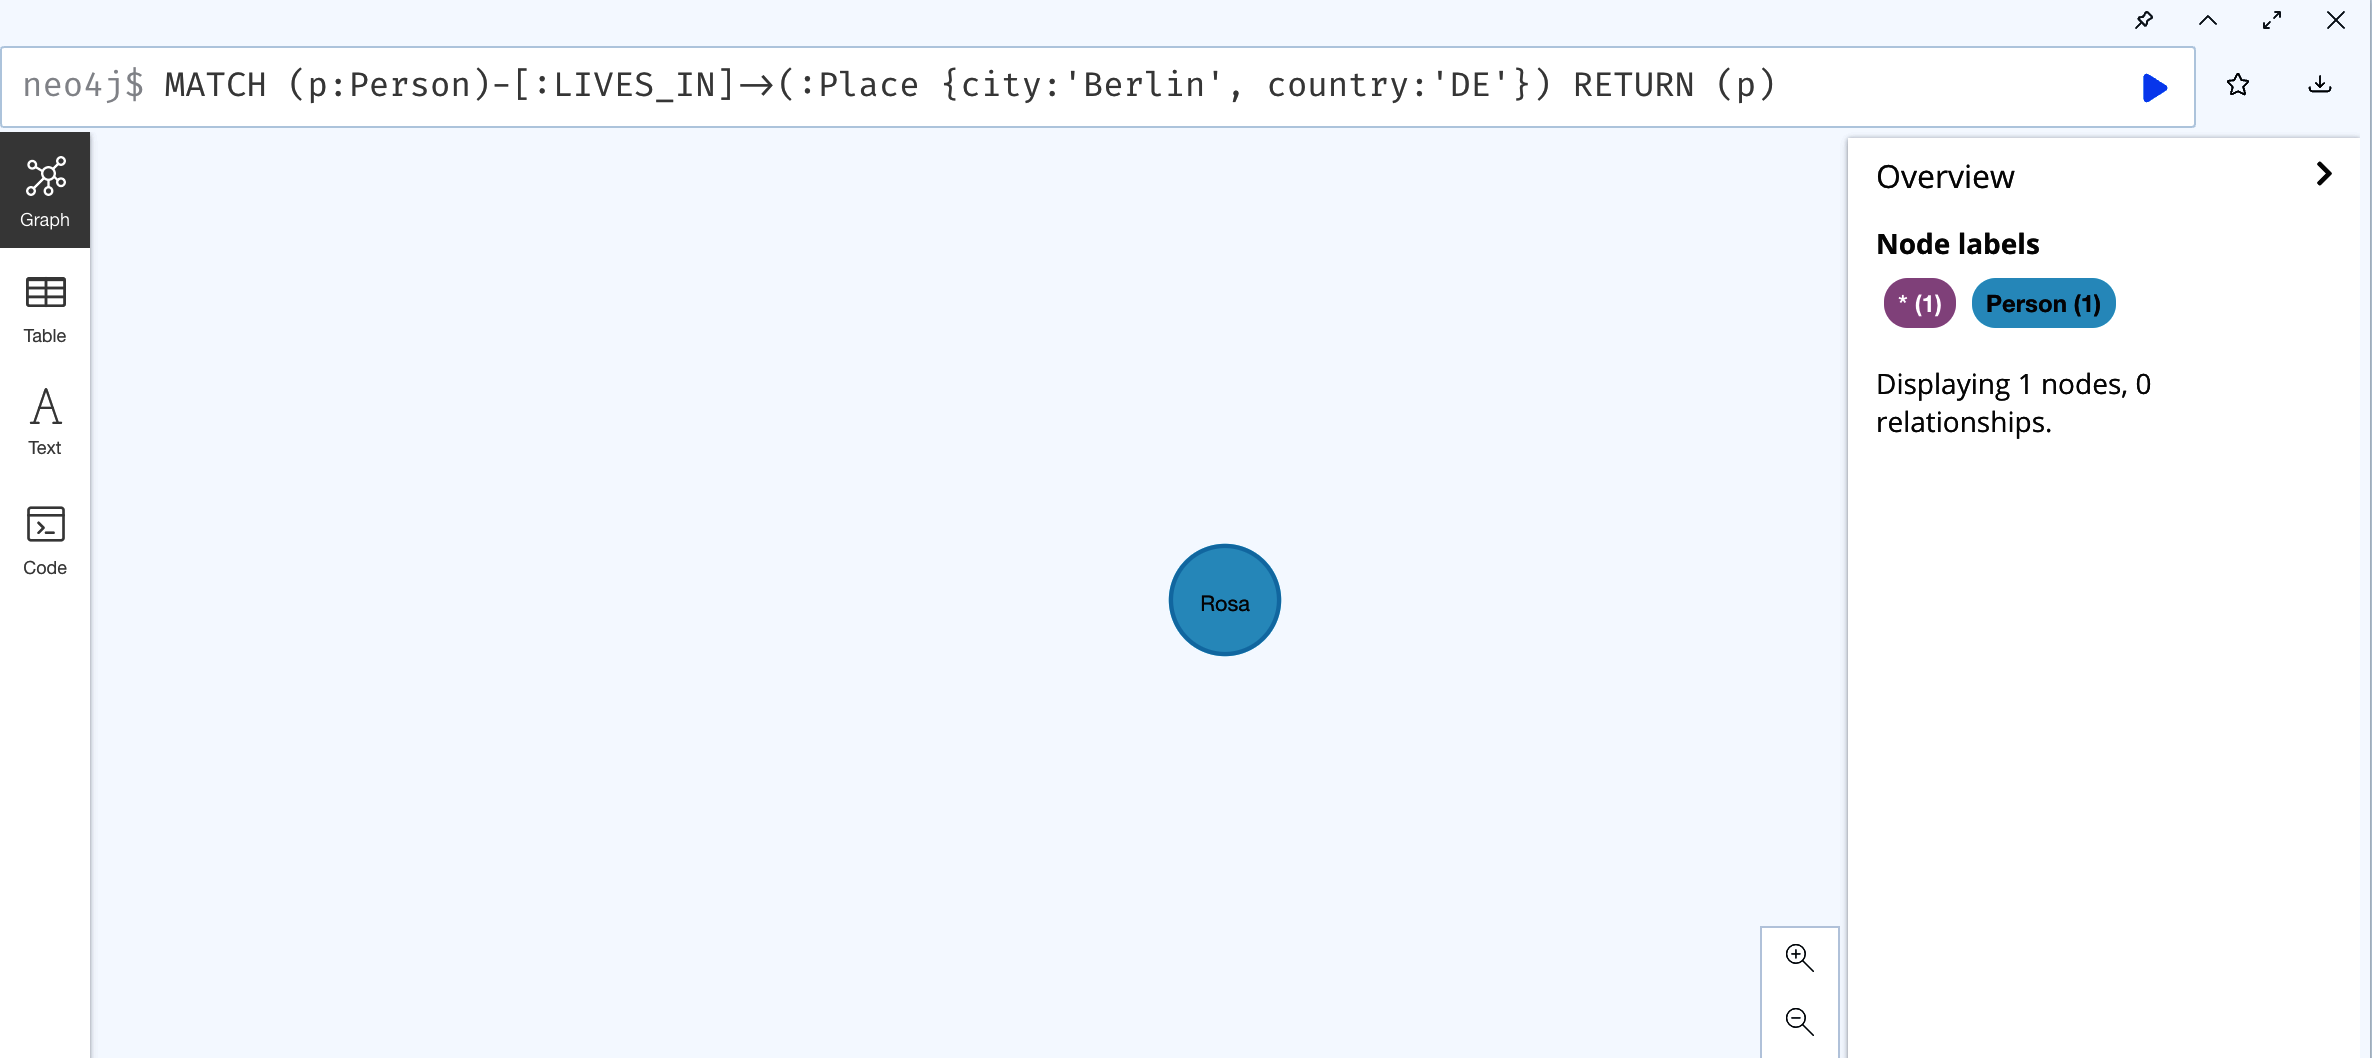 neo4j$ MATCH (p:Person)-[:LIVES_IN]->(:Place {city:'Berlin', country:'DE'}) RETURN (p)
Graph
Table
Text
Code
Rosa
Overview
Node labels
* (1) Person (1)
Displaying 1 nodes, 0
relationships.